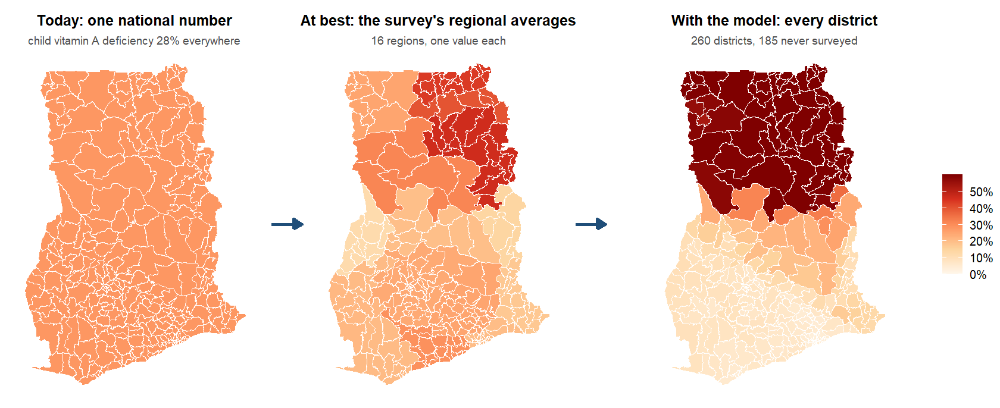 Today: one national number
child vitamin A deficiency 28% everywhere
At best: the survey's regional averages
16 regions, one value each
With the model: every district
260 districts, 185 never surveyed
50%
40%
30%
20%
10%
0%